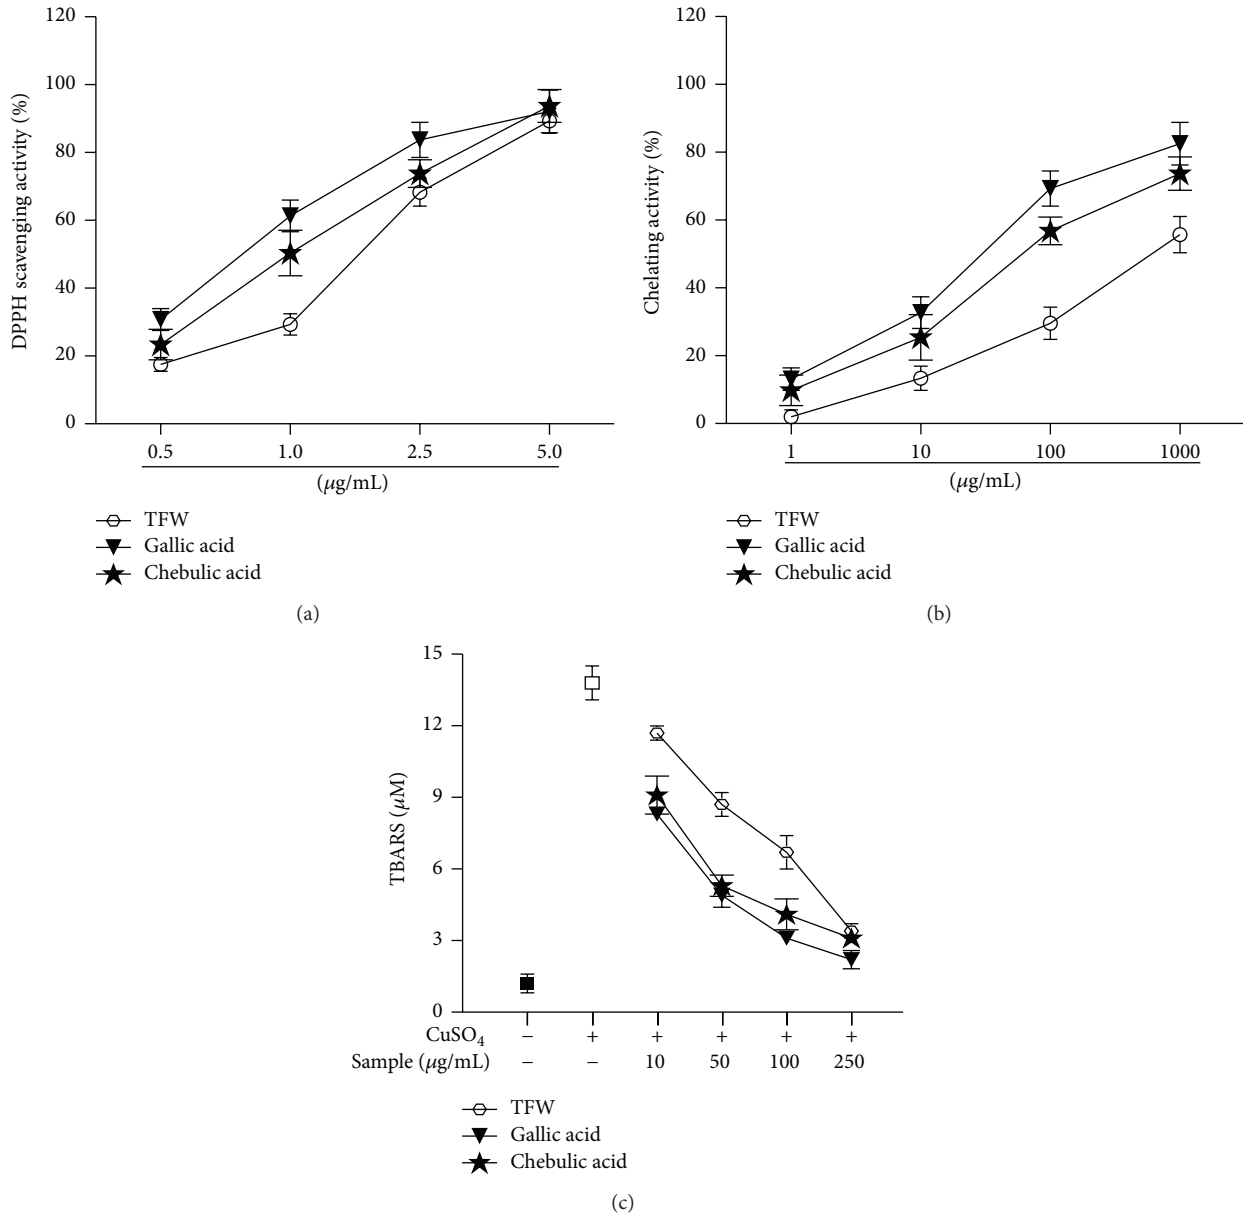 DPPH scavenging activity (%)
120
100
80
60
40
20
0
0.5 1.0 2.5 5.0
(μg/mL)
TFW
Gallic acid
Chebulic acid
(a)
Chelating activity (%)
120
100
80
60
40
20
0
1 10 100 1000
(μg/mL)
TFW
Gallic acid
Chebulic acid
(b)
TBARS (μM)
15
12
9
6
3
0
CuSO₄ − + + + + +
Sample (μg/mL) − − 10 50 100 250
TFW
Gallic acid
Chebulic acid
(c)